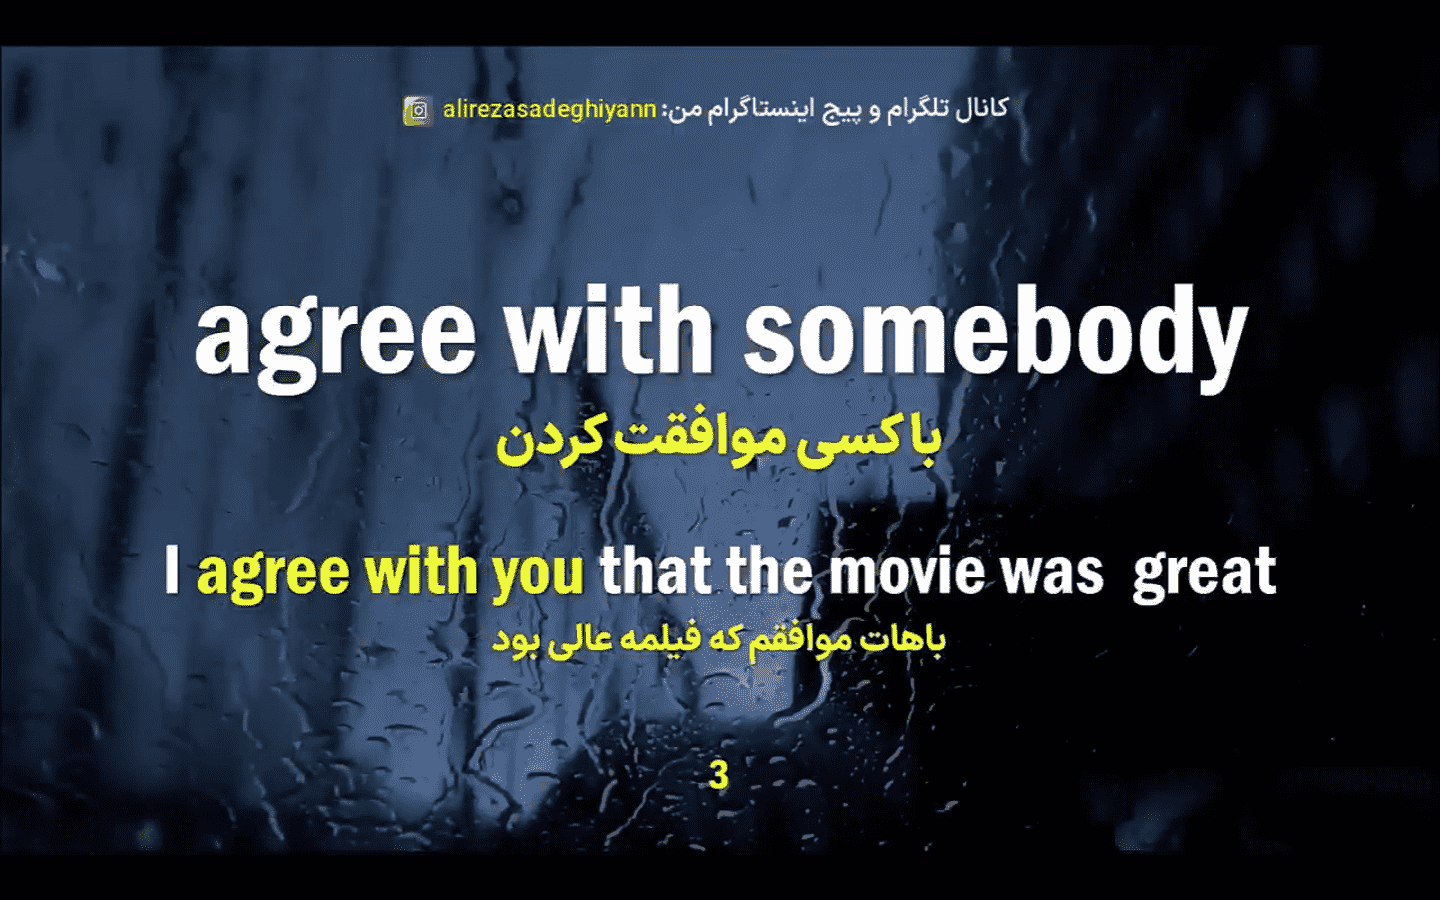 کانال تلگرام و پیج اینستاگرام من: alirezasadeghiyann
agree with somebody
با کسی موافقت کردن
I agree with you that the movie was great
باهات موافقم که فیلمه عالی بود
3